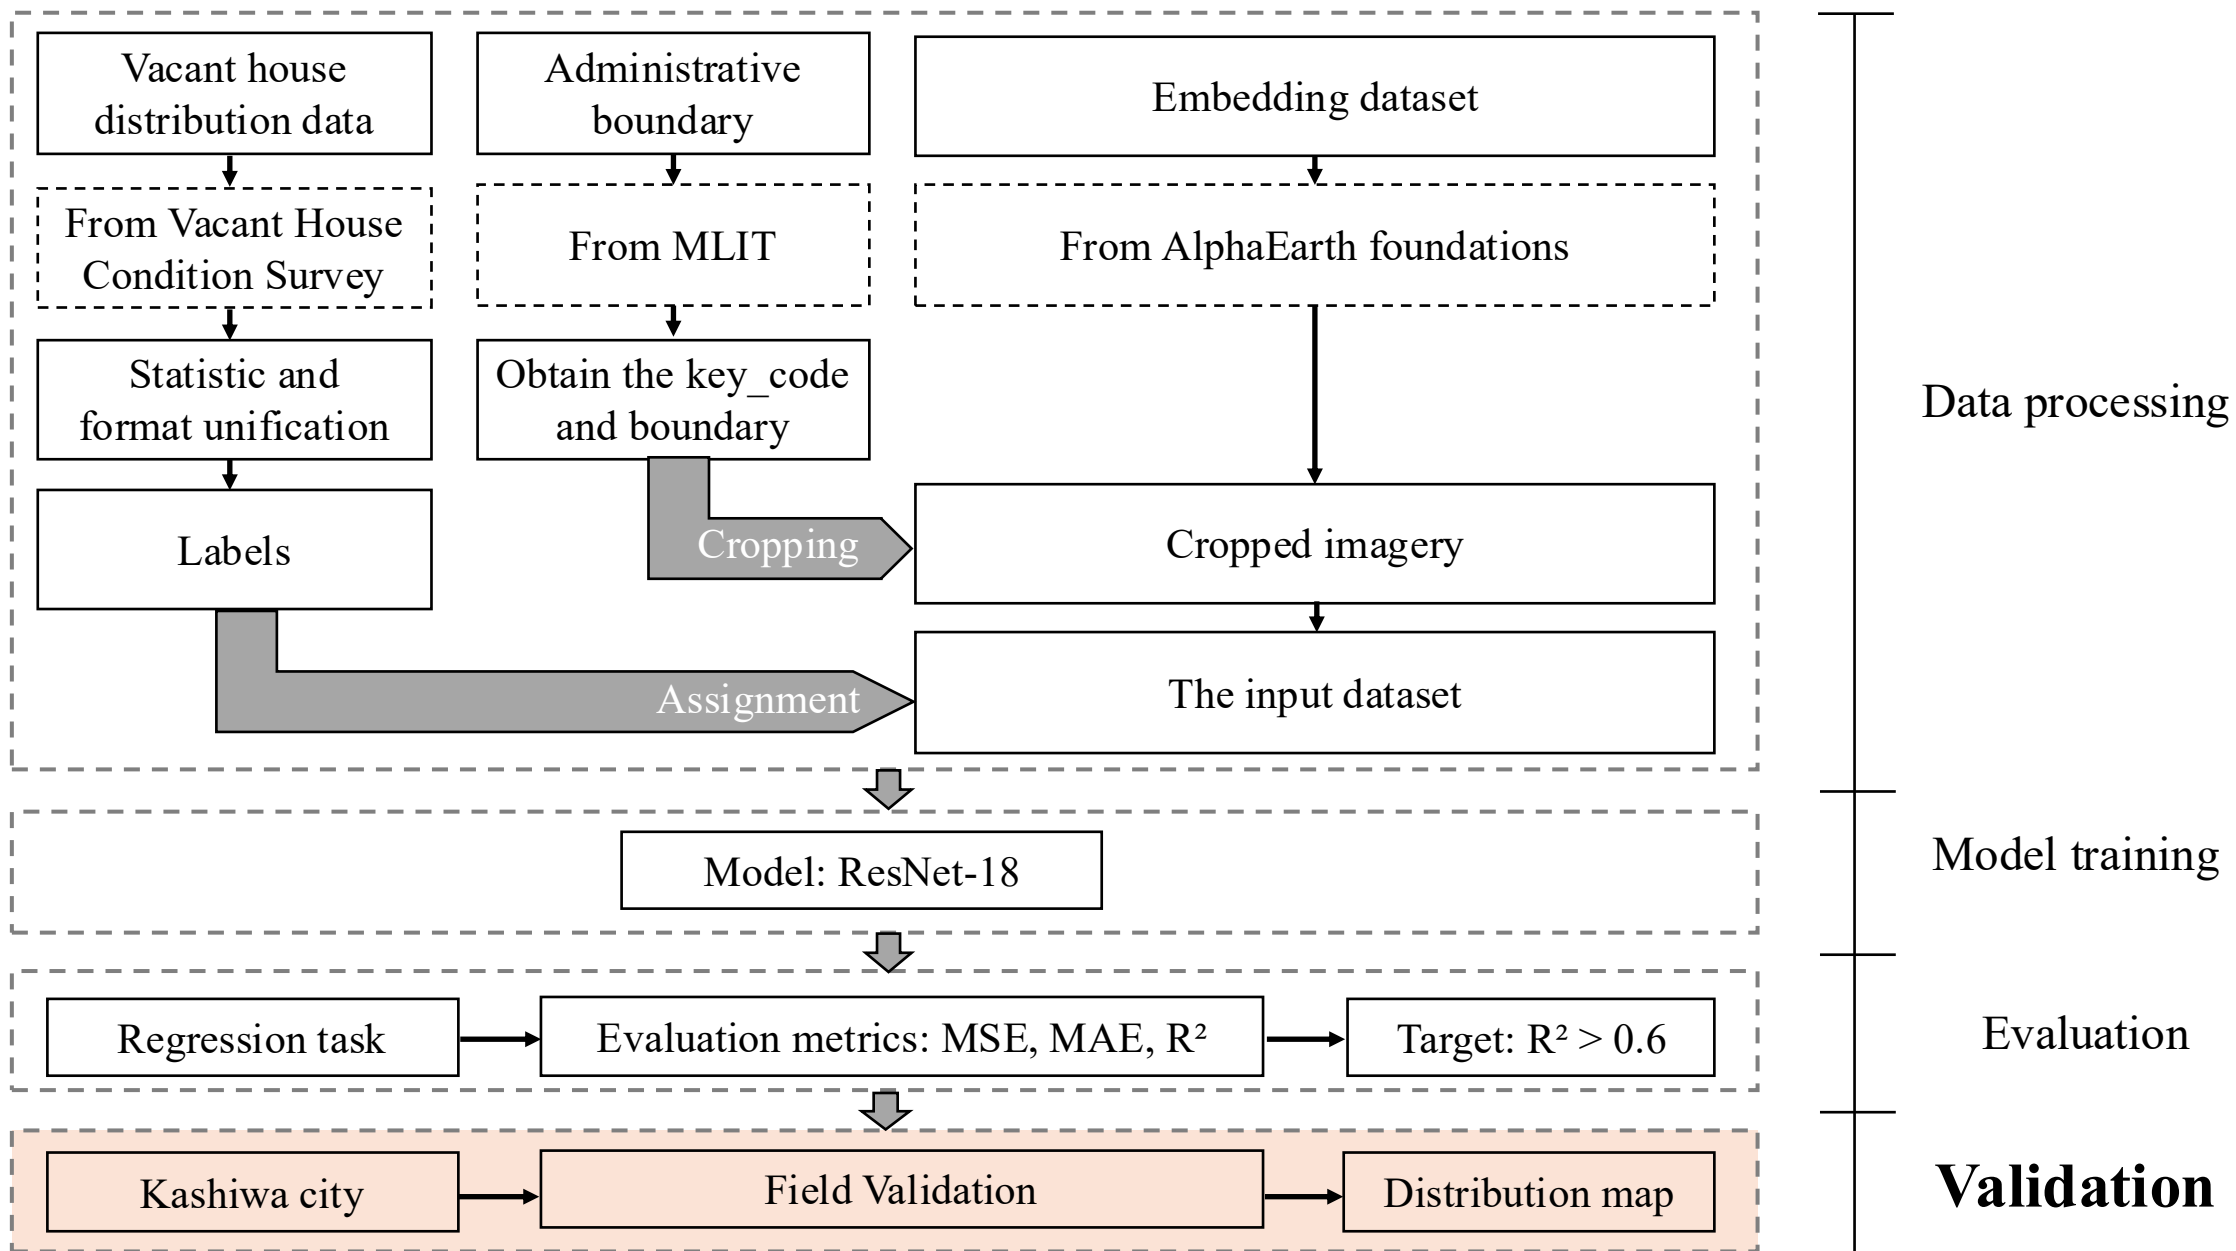 Vacant house
distribution data
Administrative
boundary
Embedding dataset
From Vacant House
Condition Survey
From MLIT
From AlphaEarth foundations
Statistic and
format unification
Obtain the key_code
and boundary
Data processing
Labels
Cropping
Cropped imagery
Assignment
The input dataset
Model: ResNet-18
Model training
Regression task
Evaluation metrics: MSE, MAE, R²
Target: R² > 0.6
Evaluation
Kashiwa city
Field Validation
Distribution map
Validation